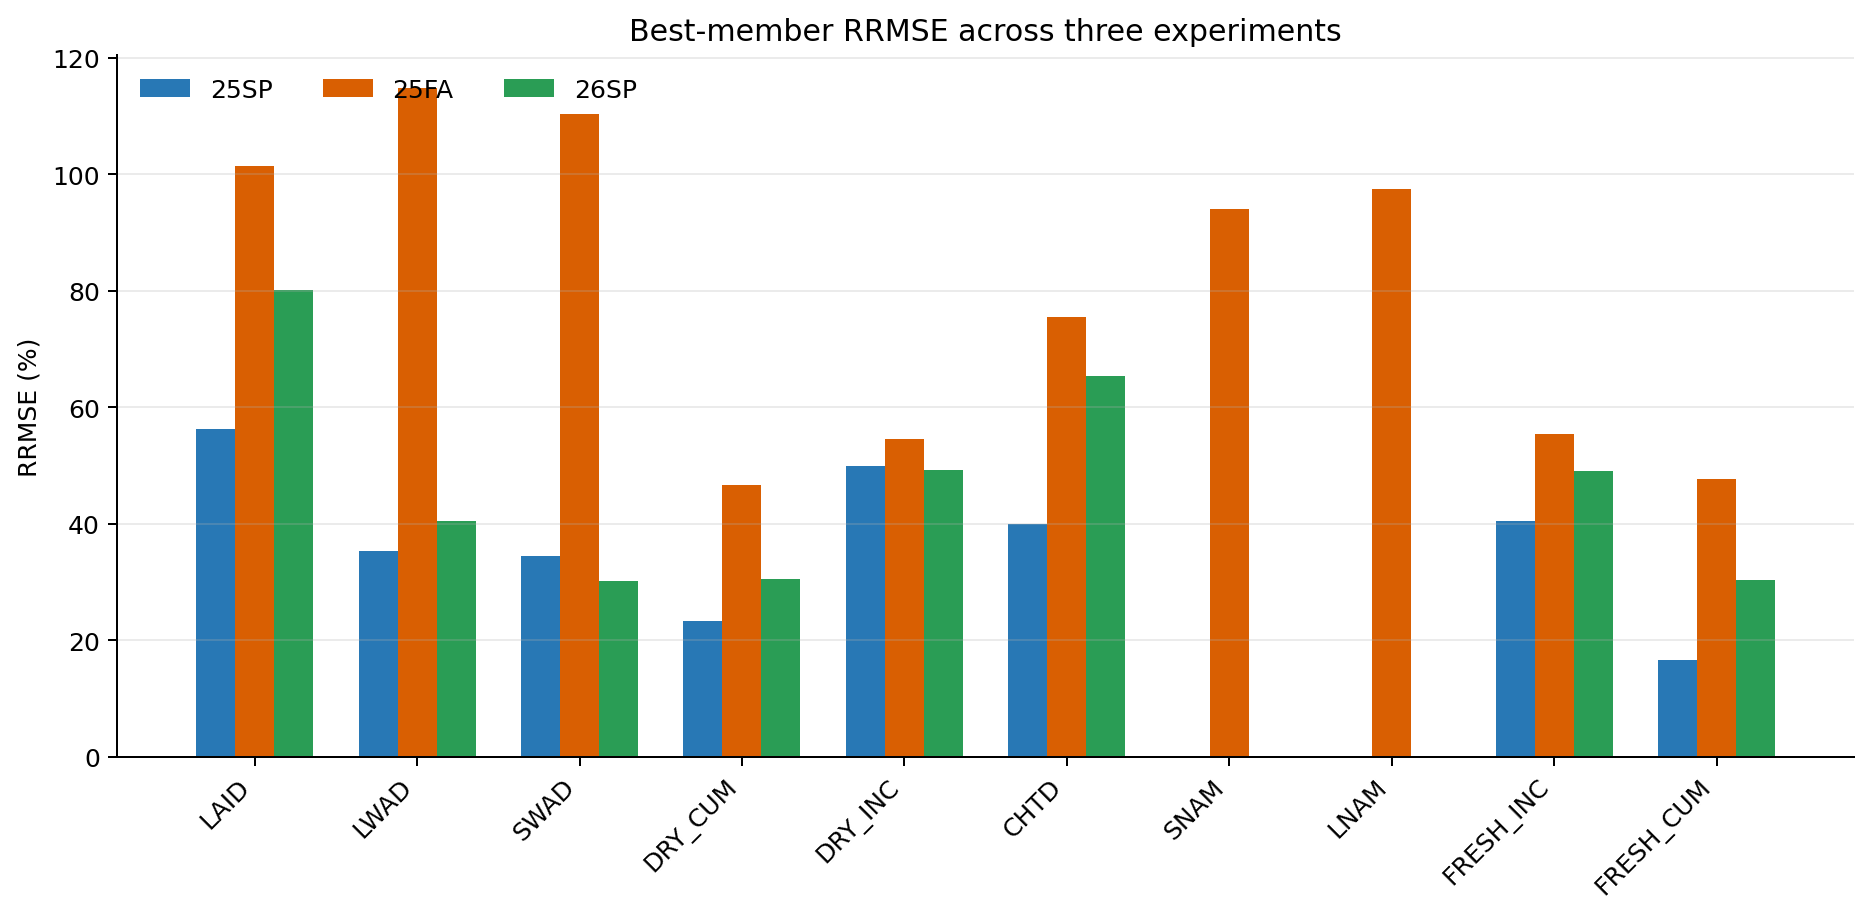 Best-member RRMSE across three experiments
25SP 25FA 26SP
RRMSE (%)
120
100
80
60
40
20
0
LAID
LWAD
SWAD
DRY_CUM
DRY_INC
CHTD
SNAM
LNAM
FRESH_INC
FRESH_CUM